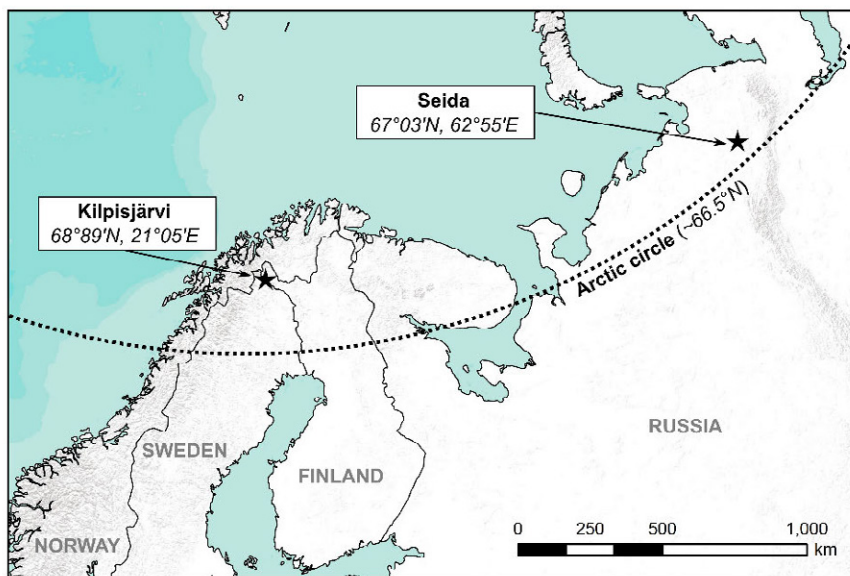 Seida
67°03'N, 62°55'E
Kilpisjärvi
68°89'N, 21°05'E
Arctic circle (~66.5°N)
RUSSIA
SWEDEN
FINLAND
NORWAY
0 250 500 1,000
km